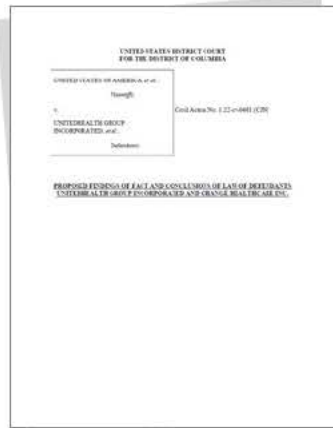 UNITED STATES DISTRICT COURT
FOR THE DISTRICT OF COLUMBIA
UNITED STATES OF AMERICA, et al.,
Plaintiffs,
v.
Civil Action No. 1:22-cv-0481 (CJN)
UNITEDHEALTH GROUP
INCORPORATED, et al.,
Defendants.
PROPOSED FINDINGS OF FACT AND CONCLUSIONS OF LAW OF DEFENDANTS
UNITEDHEALTH GROUP INCORPORATED AND CHANGE HEALTHCARE INC.